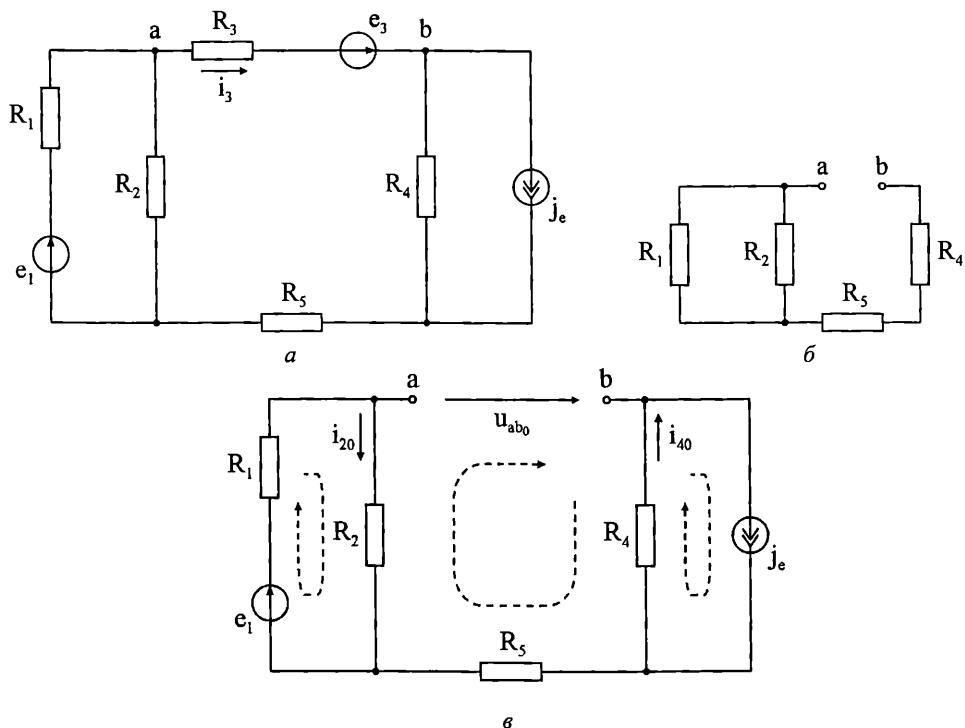 a R₃ e₃ b
i₃
R₁ R₂ R₄ jₑ
e₁
R₅
а
a b
R₁ R₂ R₄
R₅
б
a b
i₂₀ u_ab₀ i₄₀
R₁ R₂ R₄ jₑ
e₁
R₅
в